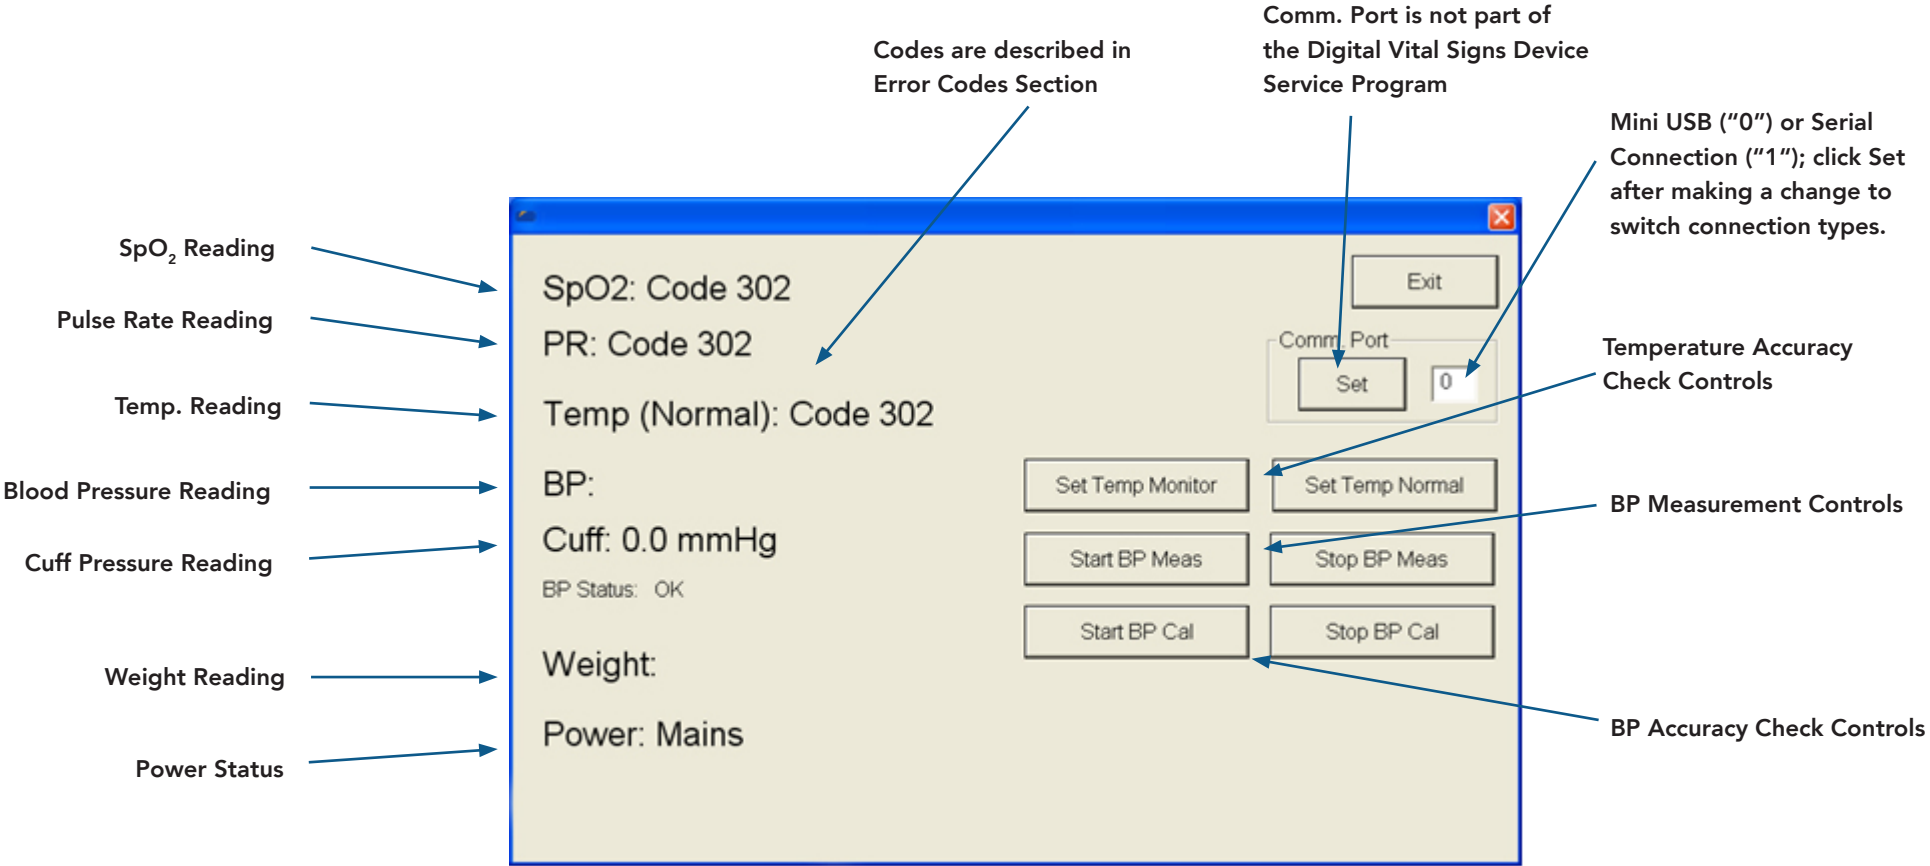 Comm. Port is not part of
the Digital Vital Signs Device
Service Program
Codes are described in
Error Codes Section
Mini USB (“0”) or Serial
Connection (“1”); click Set
after making a change to
switch connection types.
SpO2 Reading
Pulse Rate Reading
Temp. Reading
Blood Pressure Reading
Cuff Pressure Reading
Weight Reading
Power Status
SpO2: Code 302
PR: Code 302
Temp (Normal): Code 302
BP:
Cuff: 0.0 mmHg
BP Status: OK
Weight:
Power: Mains
Exit
Comm. Port
Set 0
Set Temp Monitor Set Temp Normal
Start BP Meas Stop BP Meas
Start BP Cal Stop BP Cal
Temperature Accuracy
Check Controls
BP Measurement Controls
BP Accuracy Check Controls